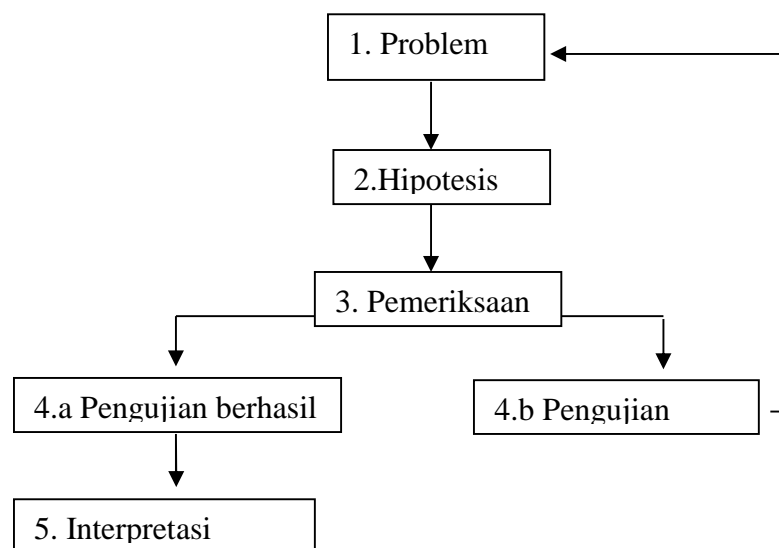 1. Problem
2.Hipotesis
3. Pemeriksaan
4.a Pengujian berhasil
4.b Pengujian
5. Interpretasi